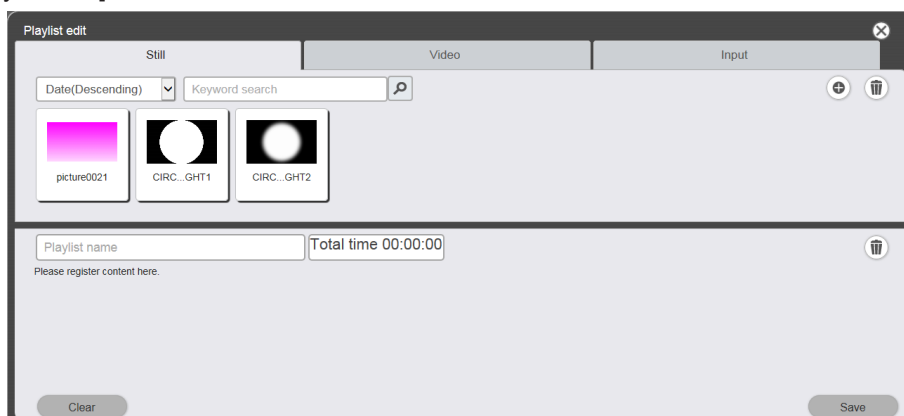 Playlist edit
Still Video Input
Date(Descending) Keyword search
picture0021 CIRC...GHT1 CIRC...GHT2
Playlist name Total time 00:00:00
Please register content here.
Clear Save